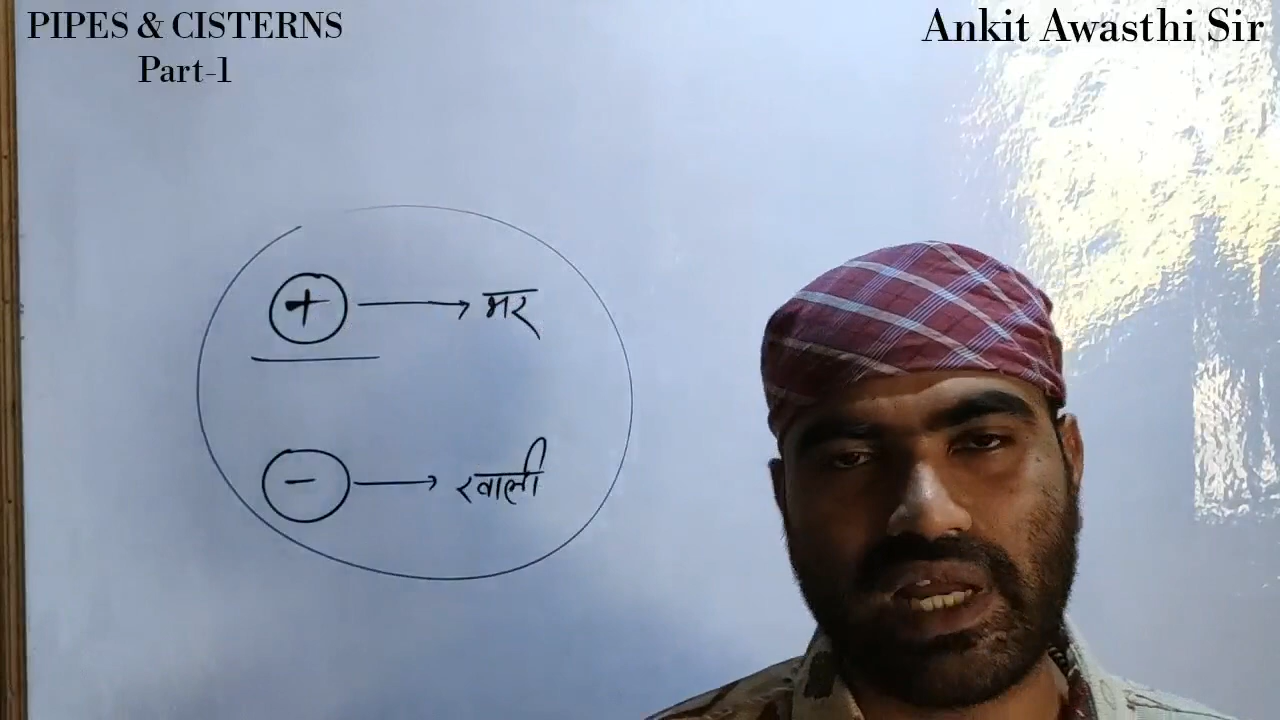 PIPES & CISTERNS
Part-1
Ankit Awasthi Sir
+ → भर
- → खाली